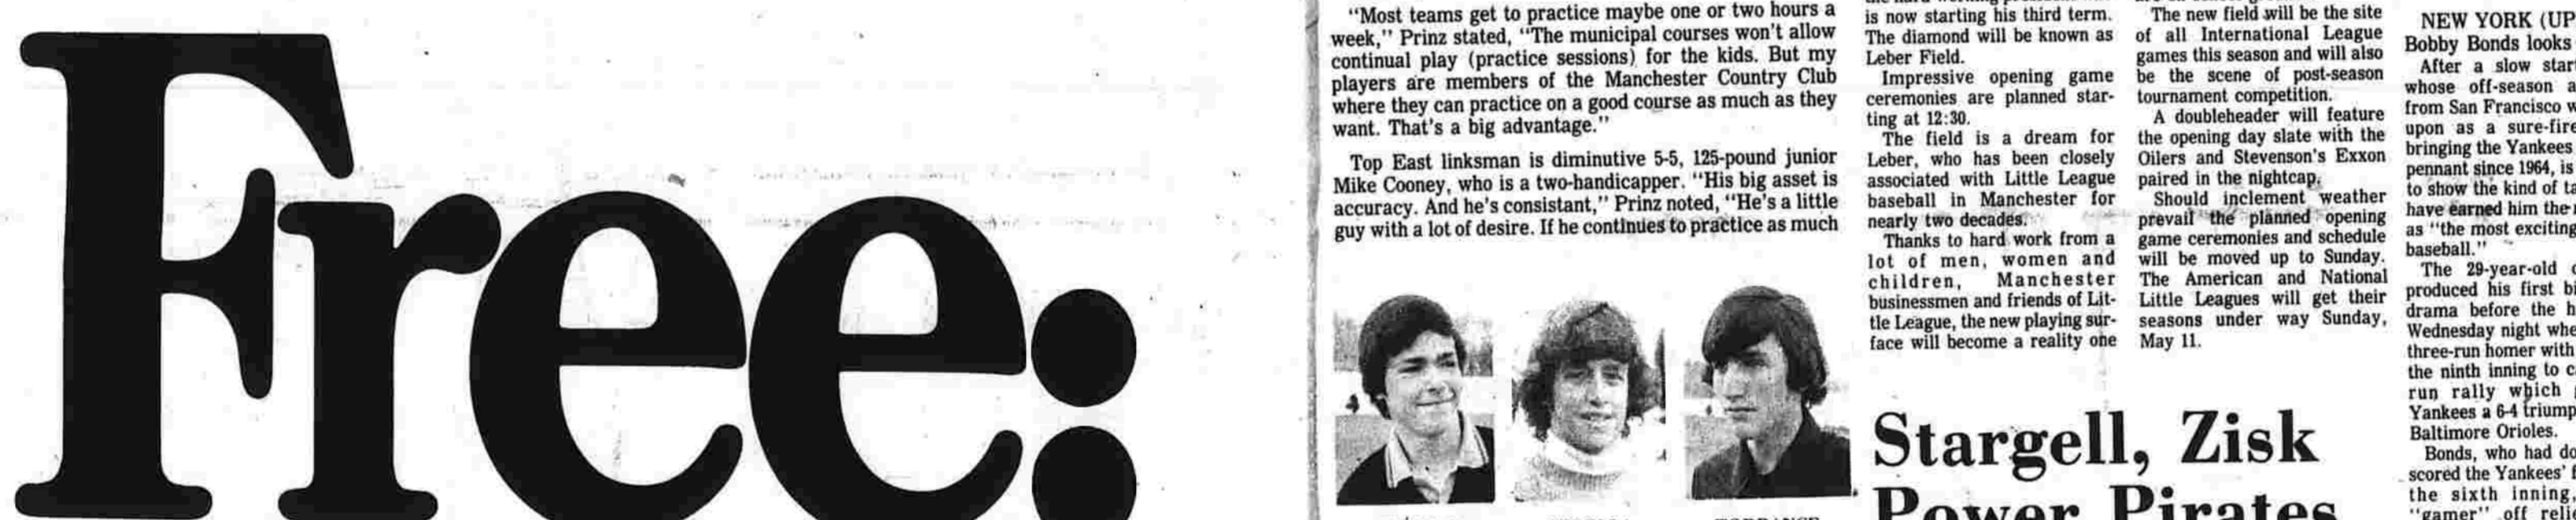 Free:
"Most teams get to practice maybe one or two hours a
week," Prinz stated, "The municipal courses won't allow
continual play (practice sessions) for the kids. But my
players are members of the Manchester Country Club
where they can practice on a good course as much as they
want. That's a big advantage."
Top East linksman is diminutive 5-5, 125-pound junior
Mike Cooney, who is a two-handicapper. "His big asset is
accuracy. And he's consistant," Prinz noted, "He's a little
guy with a lot of desire. If he continues to practice as much
is now starting his third term.
The diamond will be known as
Leber Field.
Impressive opening game
ceremonies are planned star-
ting at 12:30.
The field is a dream for
Leber, who has been closely
associated with Little League
baseball in Manchester for
nearly two decades.
Thanks to hard work from a
lot of men, women and
children, Manchester
businessmen and friends of Lit-
tle League, the new playing sur-
face will become a reality one
The new field will be the site
of all International League
games this season and will also
be the scene of post-season
tournament competition.
A doubleheader will feature
the opening day slate with the
Oilers and Stevenson's Exxon
paired in the nightcap.
Should inclement weather
prevail the planned opening
game ceremonies and schedule
will be moved up to Sunday.
The American and National
Little Leagues will get their
seasons under way Sunday,
May 11.
Stargell, Zisk
Power Pirates
NEW YORK (UP
Bobby Bonds looks
After a slow star
whose off-season a
from San Francisco w
upon as a sure-fire
bringing the Yankees
pennant since 1964, is
to show the kind of ta
have earned him the
as "the most exciting
baseball."
The 29-year-old
produced his first bi
drama before the h
Wednesday night whe
three-run homer with
the ninth inning to c
run rally which
Yankees a 6-4 triump
Baltimore Orioles.
Bonds, who had do
scored the Yankees' f
the sixth inning,
"gamer" off reli